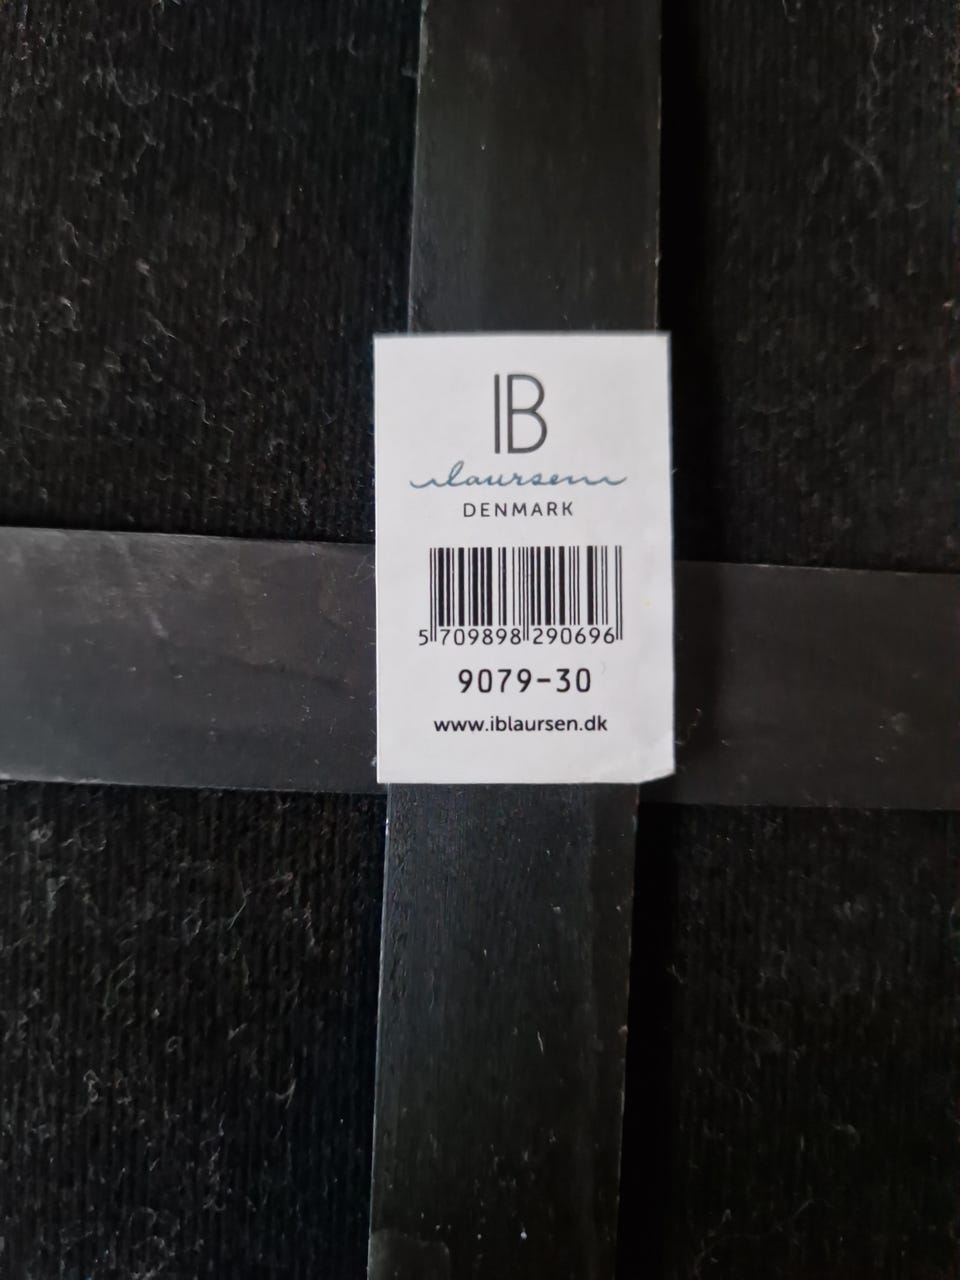 IB
laursen
DENMARK
5 709898 290696
9079-30
www.iblaursen.dk